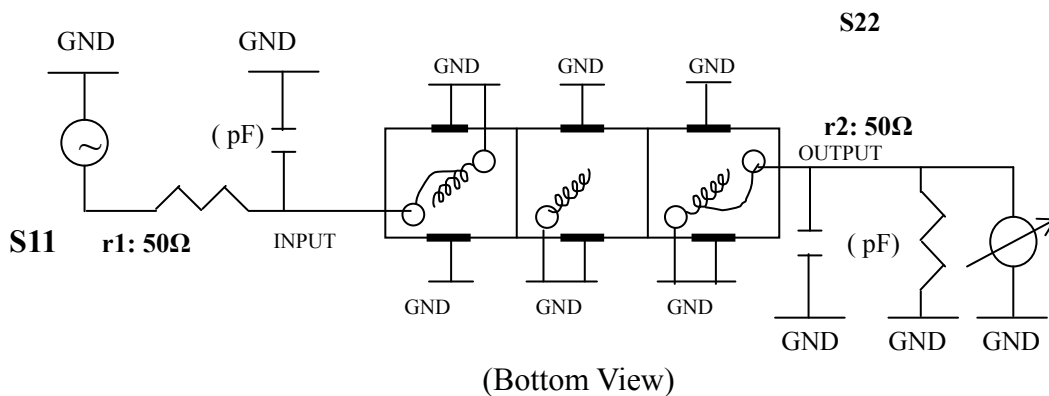 S22
GND
GND
GND
GND
GND
( pF)
r2: 50Ω
OUTPUT
~
S11
r1: 50Ω
INPUT
( pF)
GND
GND
GND
GND
GND
GND
(Bottom View)